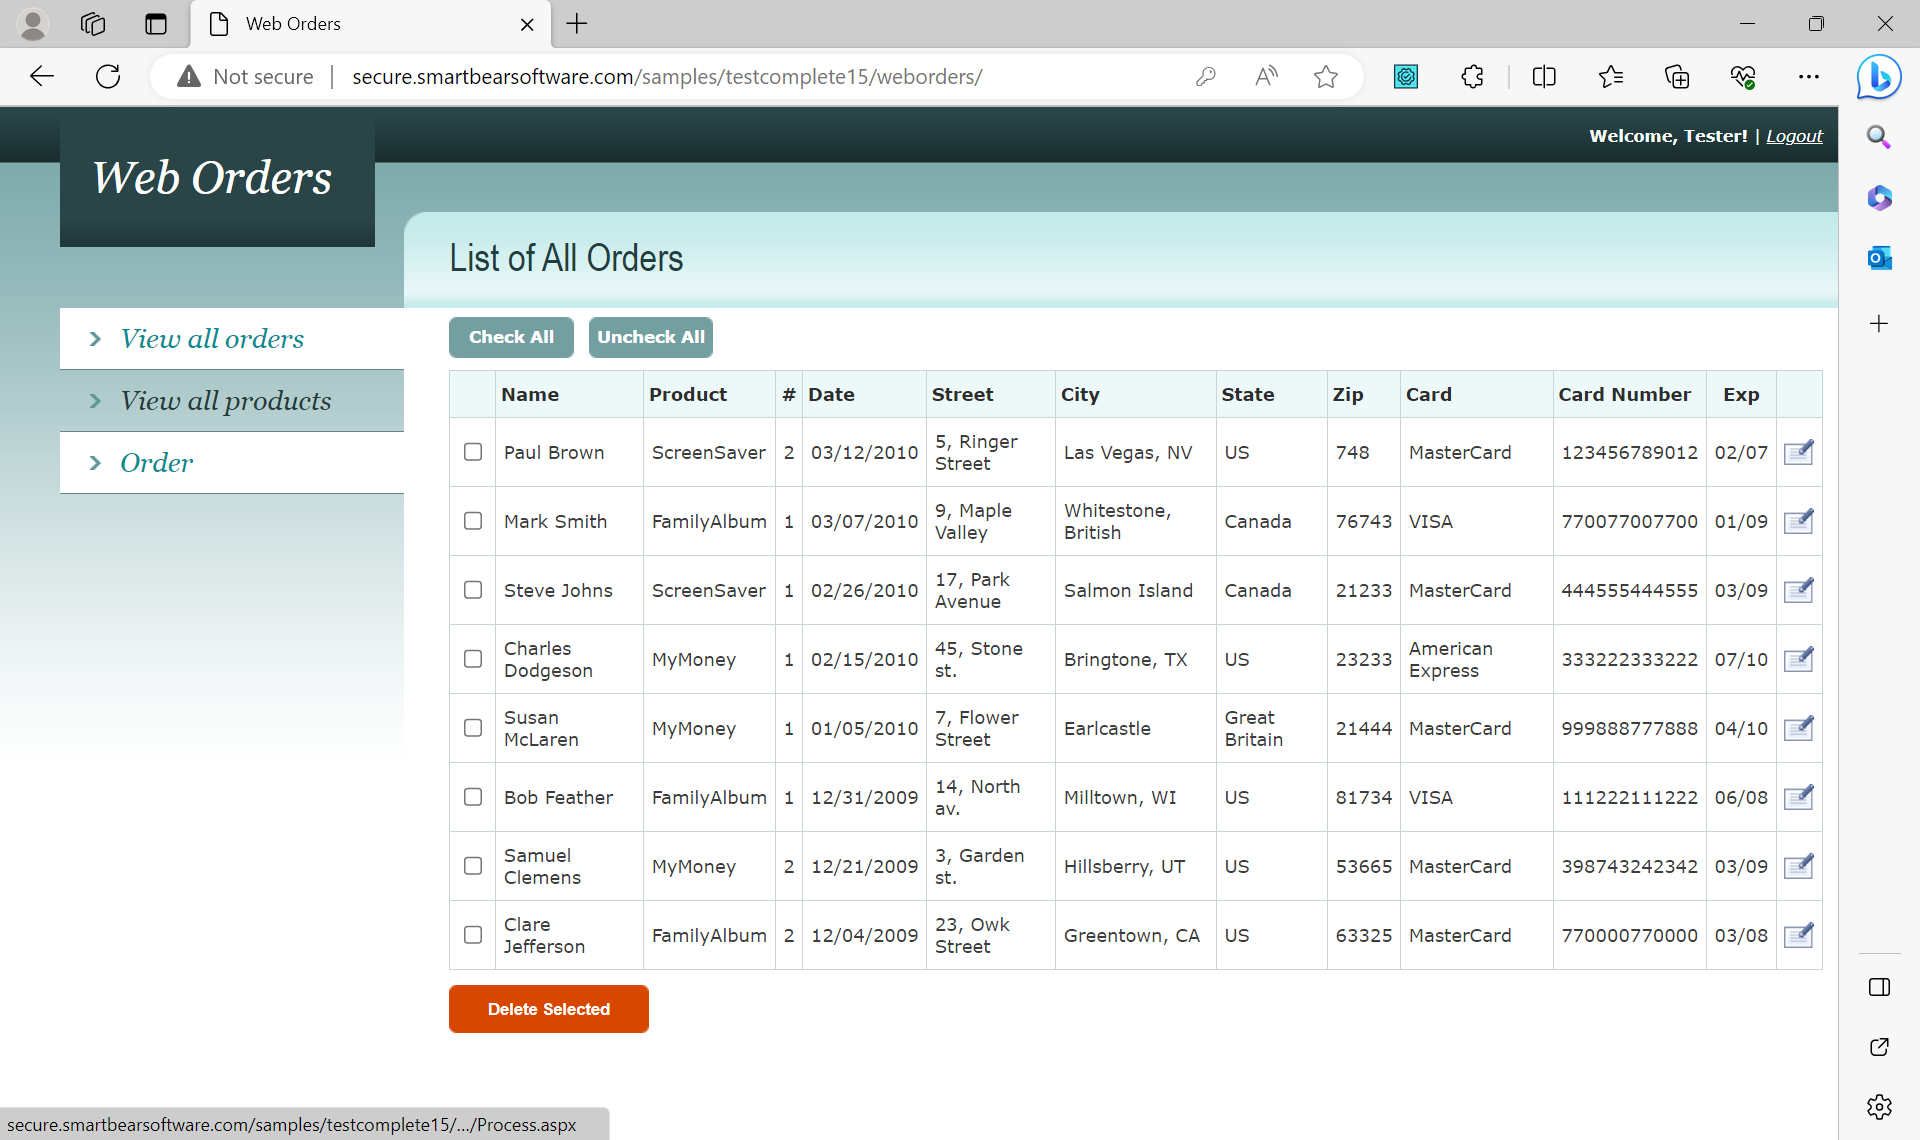 Web Orders
Not secure
secure.smartbearsoftware.com/samples/testcomplete15/weborders/
Welcome, Tester! | Logout
Web Orders
List of All Orders
View all orders
View all products
Order
Check All Uncheck All
Name Product # Date Street City State Zip Card Card Number Exp
Paul Brown ScreenSaver 2 03/12/2010 5, Ringer Street Las Vegas, NV US 748 MasterCard 123456789012 02/07
Mark Smith FamilyAlbum 1 03/07/2010 9, Maple Valley Whitestone, British Canada 76743 VISA 770077007700 01/09
Steve Johns ScreenSaver 1 02/26/2010 17, Park Avenue Salmon Island Canada 21233 MasterCard 444555444555 03/09
Charles Dodgeson MyMoney 1 02/15/2010 45, Stone st. Bringtone, TX US 23233 American Express 333222333222 07/10
Susan McLaren MyMoney 1 01/05/2010 7, Flower Street Earlcastle Great Britain 21444 MasterCard 999888777888 04/10
Bob Feather FamilyAlbum 1 12/31/2009 14, North av. Milltown, WI US 81734 VISA 111222111222 06/08
Samuel Clemens MyMoney 2 12/21/2009 3, Garden st. Hillsberry, UT US 53665 MasterCard 398743242342 03/09
Clare Jefferson FamilyAlbum 2 12/04/2009 23, Owk Street Greentown, CA US 63325 MasterCard 770000770000 03/08
Delete Selected
secure.smartbearsoftware.com/samples/testcomplete15/.../Process.aspx